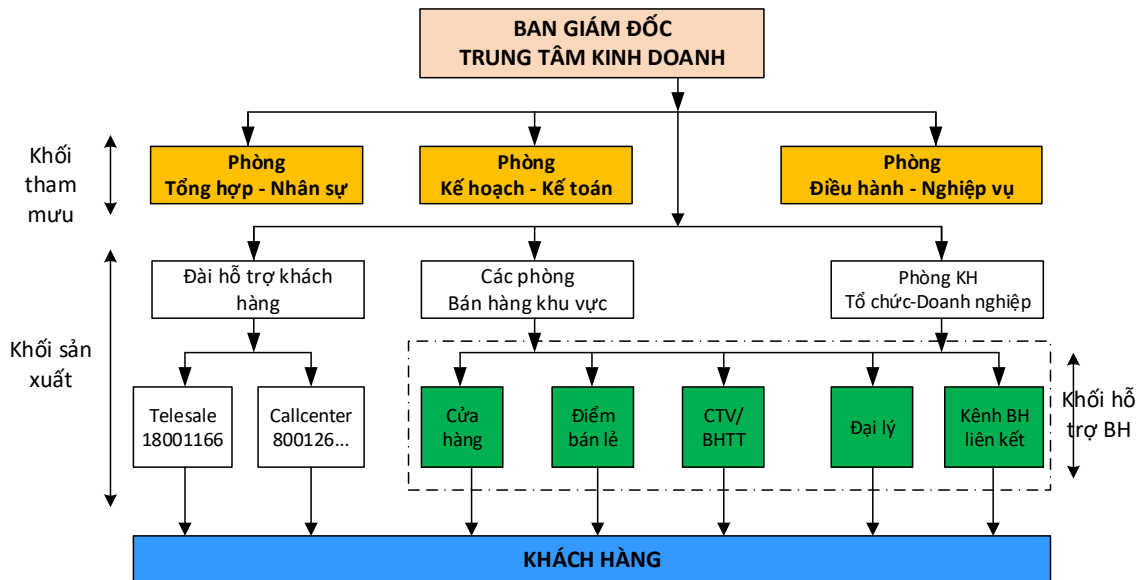 BAN GIÁM ĐỐC
TRUNG TÂM KINH DOANH
Khối
tham
mưu
Phòng
Tổng hợp - Nhân sự
Phòng
Kế hoạch - Kế toán
Phòng
Điều hành - Nghiệp vụ
Khối sản
xuất
Đài hỗ trợ khách
hàng
Các phòng
Bán hàng khu vực
Phòng KH
Tổ chức-Doanh nghiệp
Telesale
18001166
Callcenter
800126...
Cửa
hàng
Điểm
bán lẻ
CTV/
BHTT
Đại lý
Kênh BH
liên kết
Khối hỗ
trợ BH
KHÁCH HÀNG